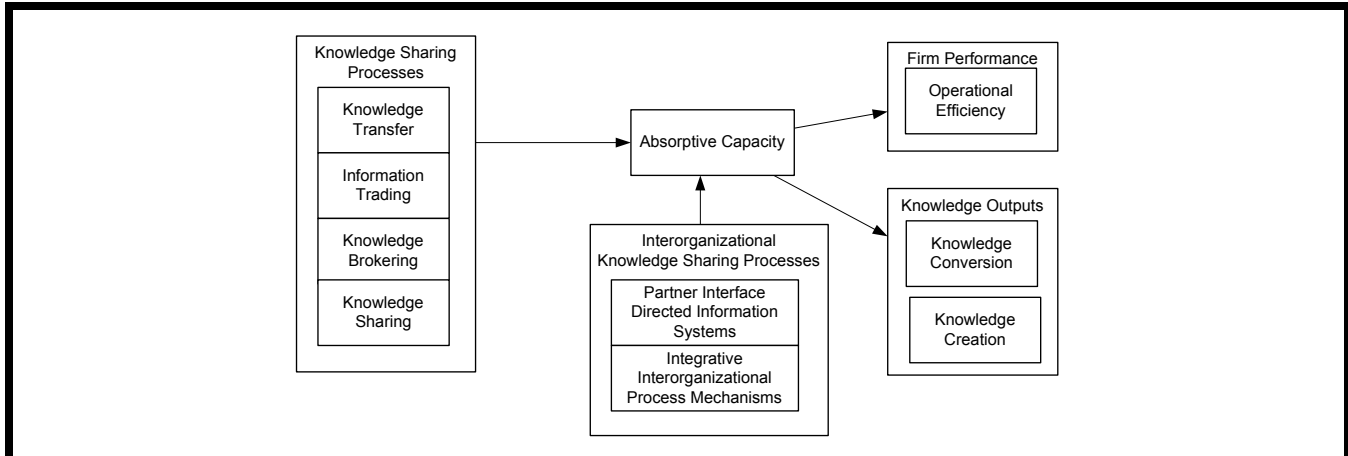 Knowledge Sharing
Processes
Knowledge
Transfer
Information
Trading
Knowledge
Brokering
Knowledge
Sharing
Absorptive Capacity
Interorganizational
Knowledge Sharing Processes
Partner Interface
Directed Information
Systems
Integrative
Interorganizational
Process Mechanisms
Firm Performance
Operational
Efficiency
Knowledge Outputs
Knowledge
Conversion
Knowledge
Creation